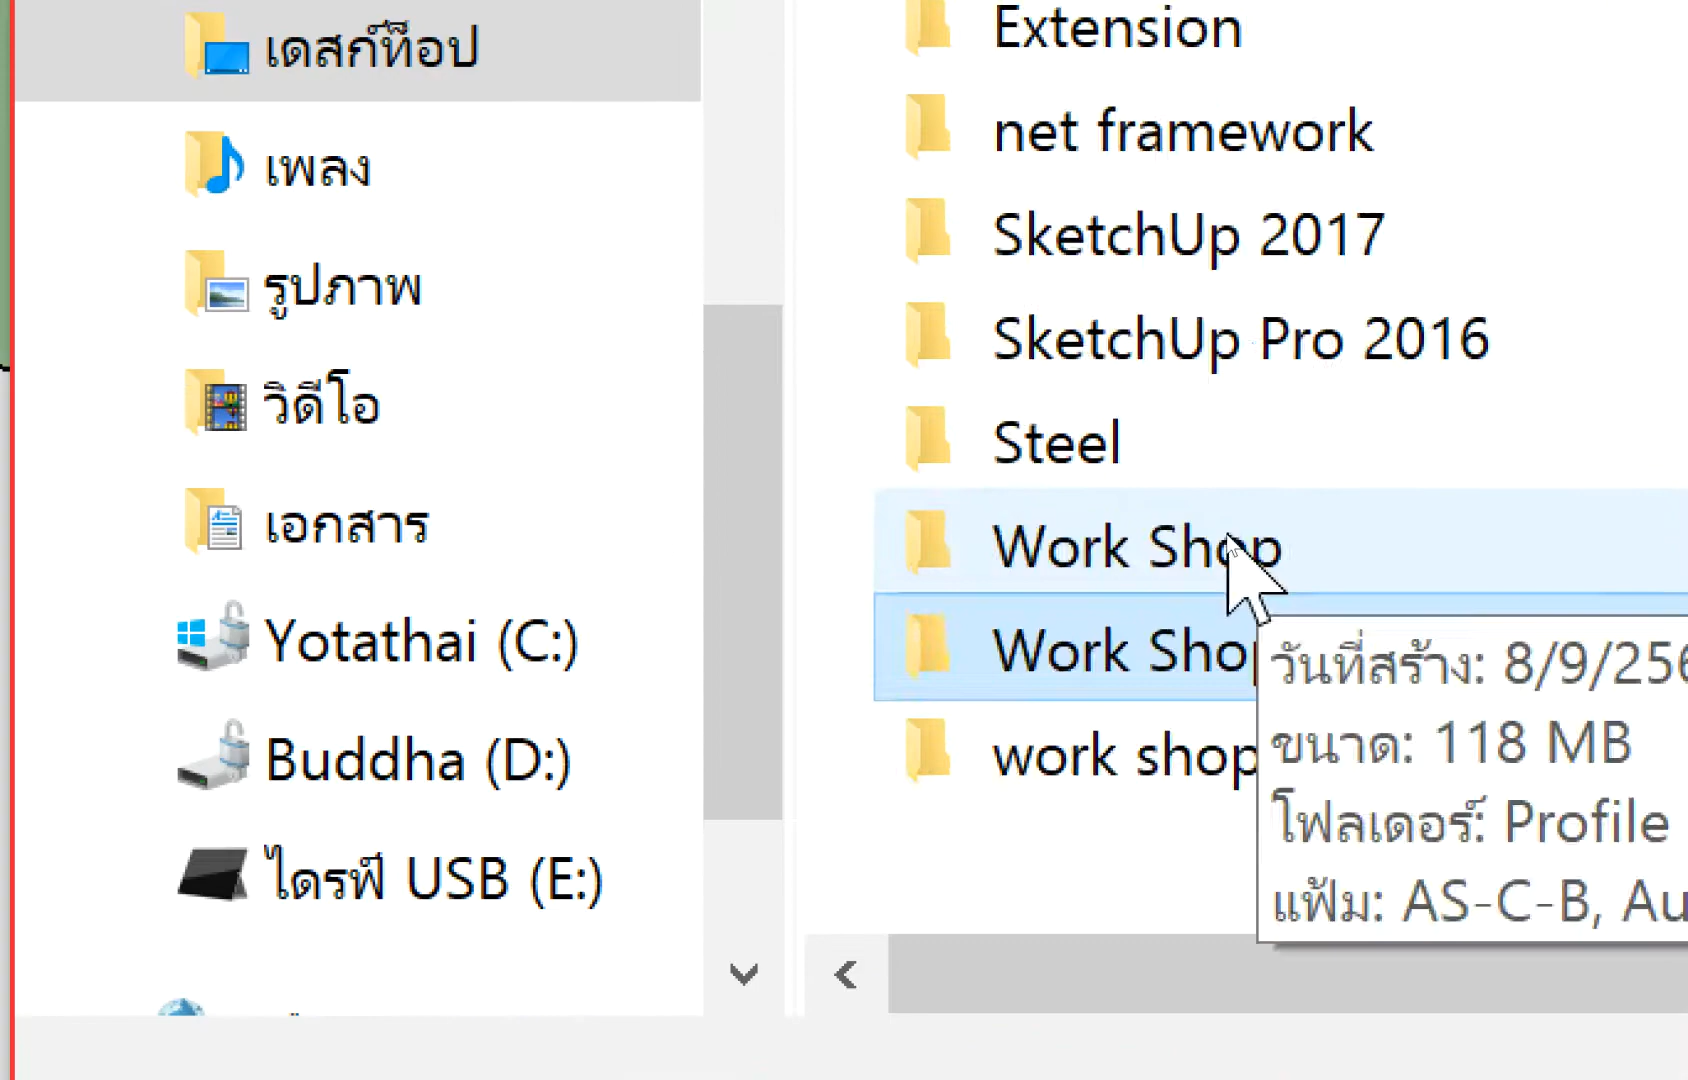 เดสก์ท็อป
เพลง
รูปภาพ
วิดีโอ
เอกสาร
Yotathai (C:)
Buddha (D:)
ไดรฟ์ USB (E:)
Extension
net framework
SketchUp 2017
SketchUp Pro 2016
Steel
Work Shop
Work Shop
work shop
วันที่สร้าง: 8/9/256
ขนาด: 118 MB
โฟลเดอร์: Profile
แฟ้ม: AS-C-B, Au